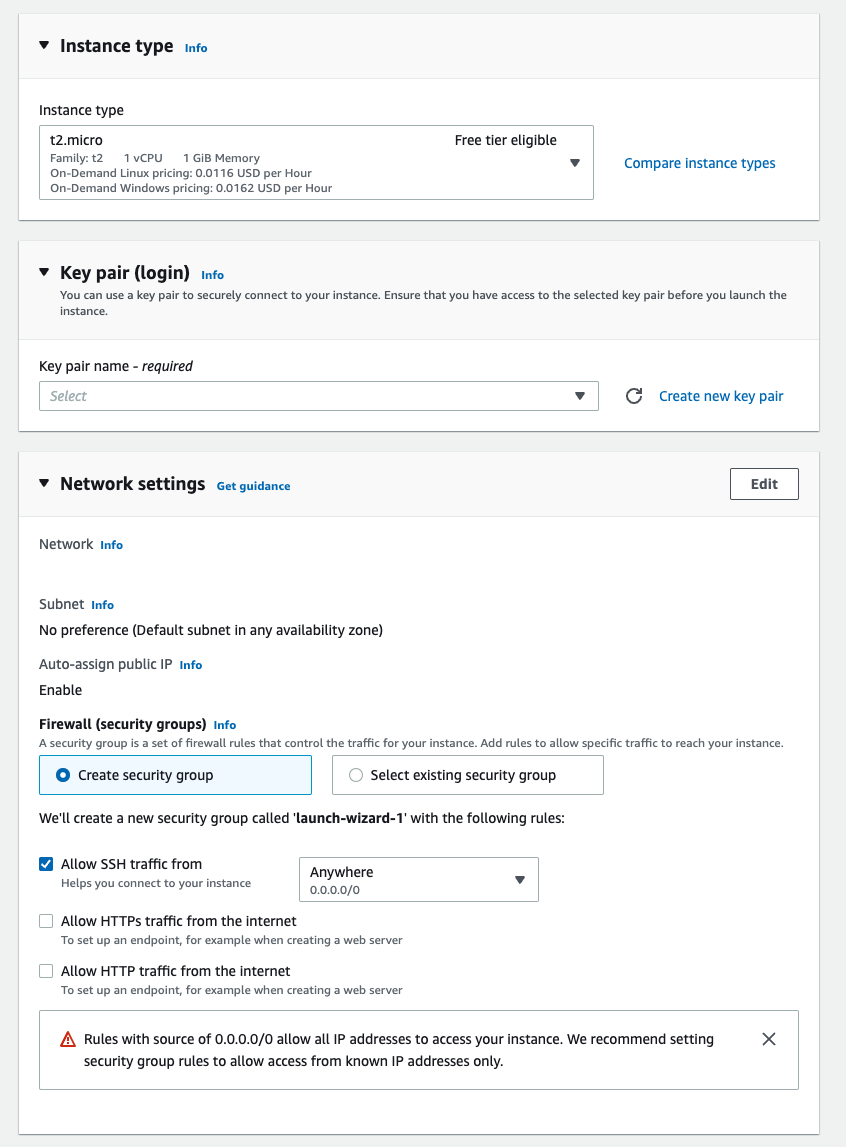 Instance type Info
Instance type
t2.micro Free tier eligible
Family: t2 1 vCPU 1 GiB Memory
On-Demand Linux pricing: 0.0116 USD per Hour
On-Demand Windows pricing: 0.0162 USD per Hour
Compare instance types
Key pair (login) Info
You can use a key pair to securely connect to your instance. Ensure that you have access to the selected key pair before you launch the
instance.
Key pair name - required
Select
Create new key pair
Network settings Get guidance
Edit
Network Info
Subnet Info
No preference (Default subnet in any availability zone)
Auto-assign public IP Info
Enable
Firewall (security groups) Info
A security group is a set of firewall rules that control the traffic for your instance. Add rules to allow specific traffic to reach your instance.
Create security group
Select existing security group
We'll create a new security group called 'launch-wizard-1' with the following rules:
Allow SSH traffic from
Helps you connect to your instance
Anywhere
0.0.0.0/0
Allow HTTPs traffic from the internet
To set up an endpoint, for example when creating a web server
Allow HTTP traffic from the internet
To set up an endpoint, for example when creating a web server
Rules with source of 0.0.0.0/0 allow all IP addresses to access your instance. We recommend setting
security group rules to allow access from known IP addresses only.